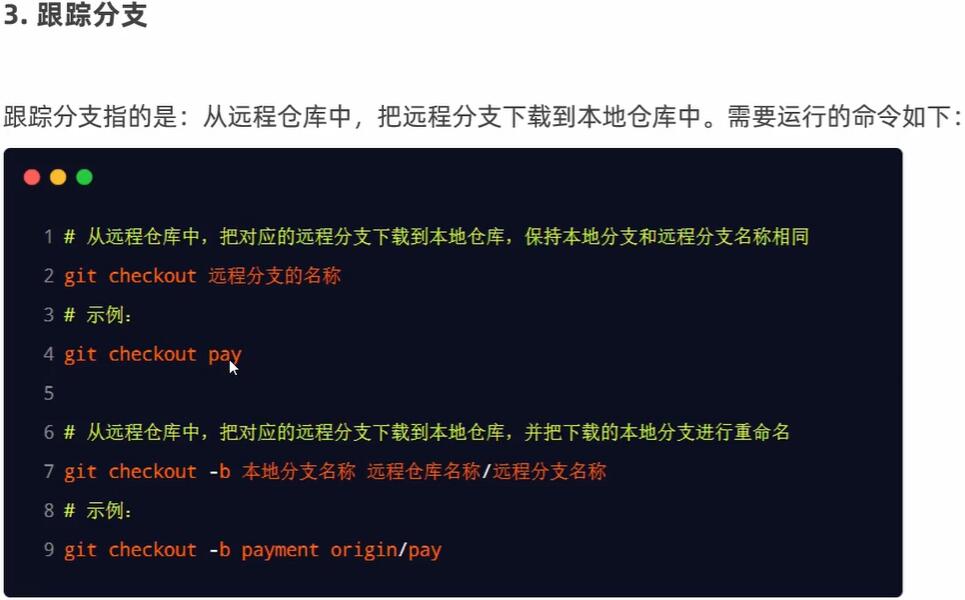 3. 跟踪分支
跟踪分支指的是：从远程仓库中，把远程分支下载到本地仓库中。需要运行的命令如下：
1 # 从远程仓库中，把对应的远程分支下载到本地仓库，保持本地分支和远程分支名称相同
2 git checkout 远程分支的名称
3 # 示例：
4 git checkout pay
5
6 # 从远程仓库中，把对应的远程分支下载到本地仓库，并把下载的本地分支进行重命名
7 git checkout -b 本地分支名称 远程仓库名称/远程分支名称
8 # 示例：
9 git checkout -b payment origin/pay